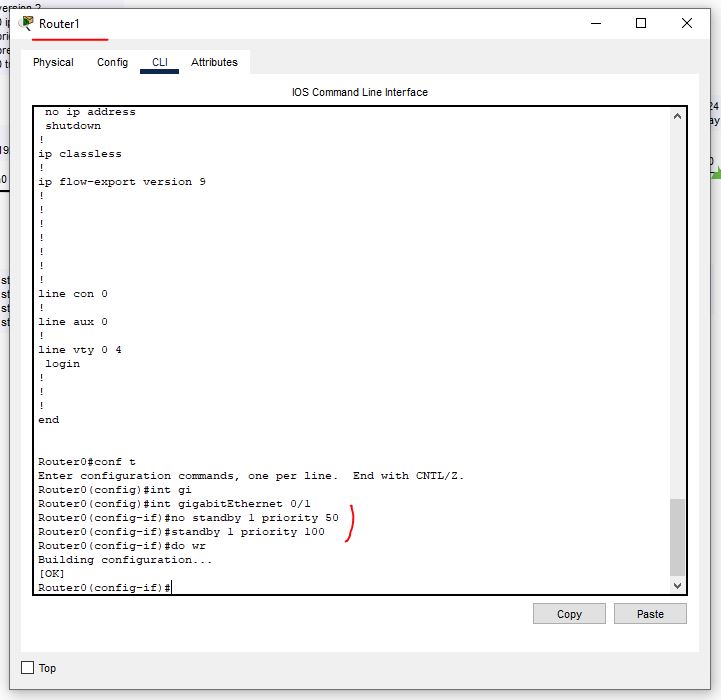 version 2
Router1
Physical Config CLI Attributes
IOS Command Line Interface
no ip address
shutdown
!
ip classless
!
ip flow-export version 9
!
!
!
!
!
!
!
line con 0
!
line aux 0
!
line vty 0 4
login
!
!
!
end
Router0#conf t
Enter configuration commands, one per line. End with CNTL/Z.
Router0(config)#int gi
Router0(config)#int gigabitEthernet 0/1
Router0(config-if)#no standby 1 priority 50
Router0(config-if)#standby 1 priority 100
Router0(config-if)#do wr
Building configuration...
[OK]
Router0(config-if)#
Copy Paste
Top